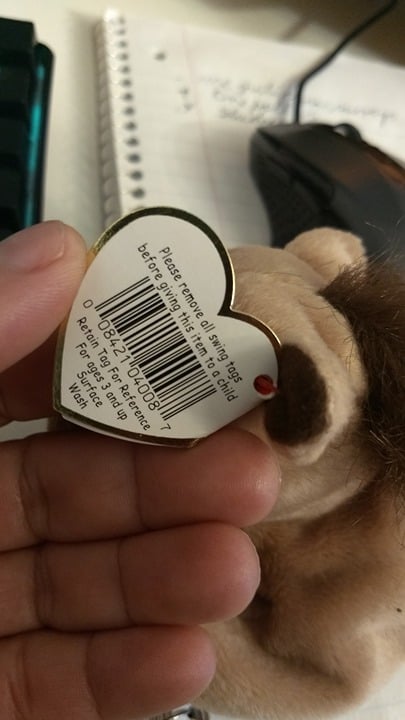 Please remove all swing tags
before giving this item to a child
0 08421 04008 7
Retain Tag For Reference
For ages 3 and up
Surface
Wash